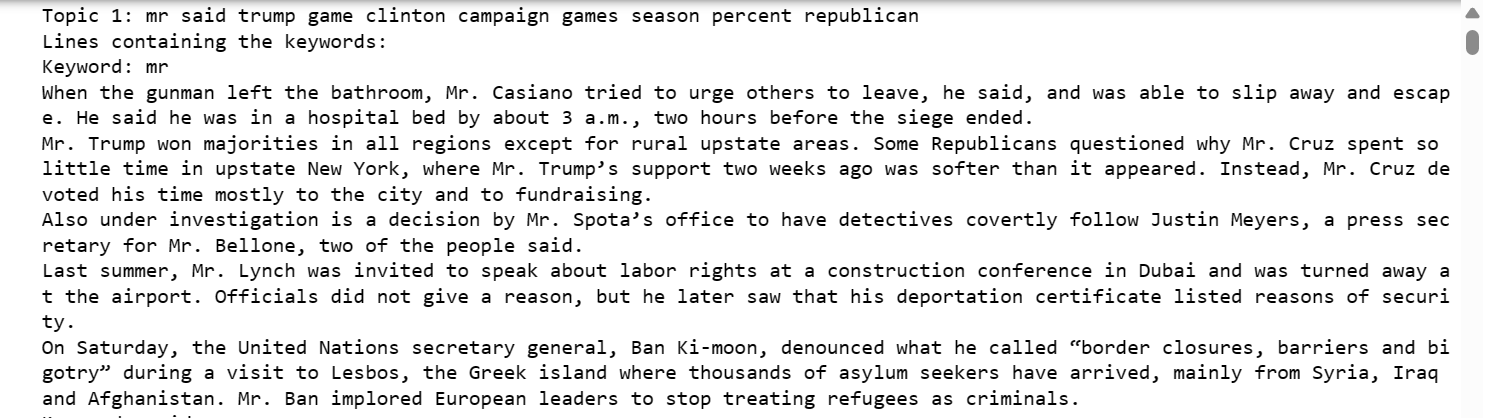 Topic 1: mr said trump game clinton campaign games season percent republican
Lines containing the keywords:
Keyword: mr
When the gunman left the bathroom, Mr. Casiano tried to urge others to leave, he said, and was able to slip away and escap
e. He said he was in a hospital bed by about 3 a.m., two hours before the siege ended.
Mr. Trump won majorities in all regions except for rural upstate areas. Some Republicans questioned why Mr. Cruz spent so
little time in upstate New York, where Mr. Trump’s support two weeks ago was softer than it appeared. Instead, Mr. Cruz de
voted his time mostly to the city and to fundraising.
Also under investigation is a decision by Mr. Spota’s office to have detectives covertly follow Justin Meyers, a press sec
retary for Mr. Bellone, two of the people said.
Last summer, Mr. Lynch was invited to speak about labor rights at a construction conference in Dubai and was turned away a
t the airport. Officials did not give a reason, but he later saw that his deportation certificate listed reasons of securi
ty.
On Saturday, the United Nations secretary general, Ban Ki-moon, denounced what he called “border closures, barriers and bi
gotry” during a visit to Lesbos, the Greek island where thousands of asylum seekers have arrived, mainly from Syria, Iraq
and Afghanistan. Mr. Ban implored European leaders to stop treating refugees as criminals.